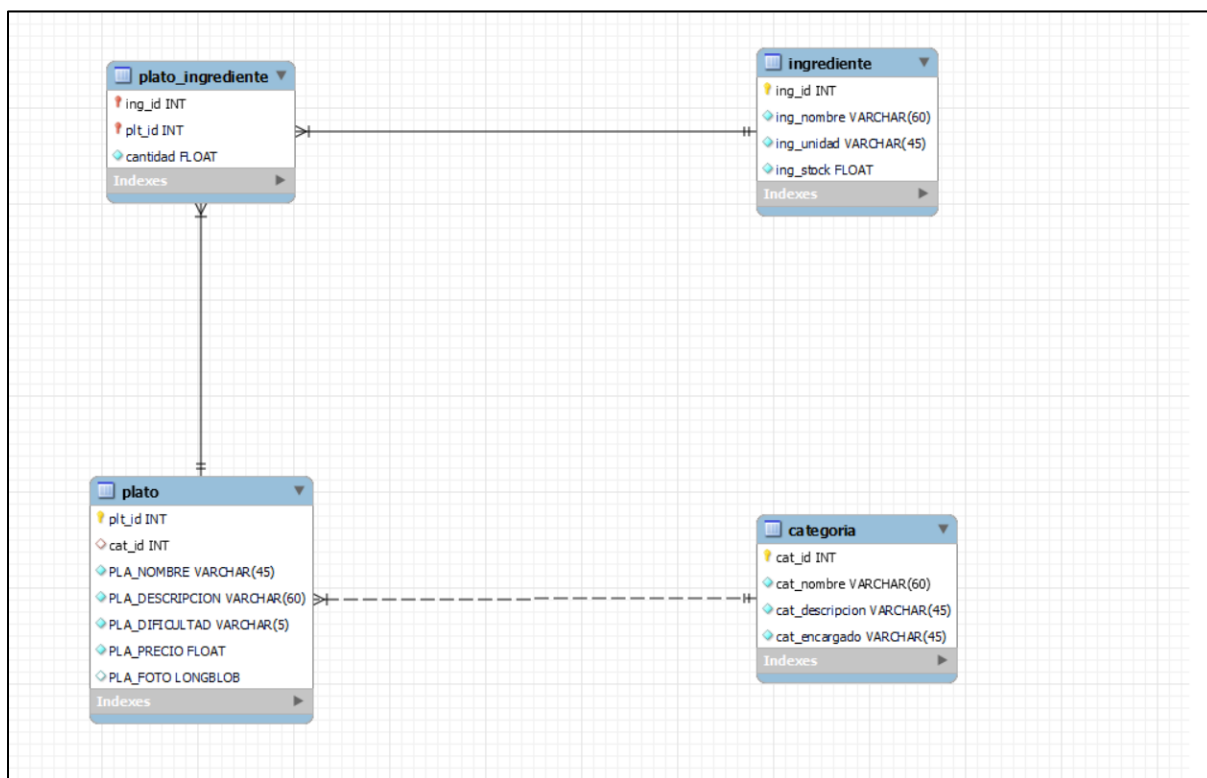 plato_ingrediente
ing_id INT
plt_id INT
cantidad FLOAT
Indexes
ingrediente
ing_id INT
ing_nombre VARCHAR(60)
ing_unidad VARCHAR(45)
ing_stock FLOAT
Indexes
plato
plt_id INT
cat_id INT
PLA_NOMBRE VARCHAR(45)
PLA_DESCRIPCION VARCHAR(60)
PLA_DIFICULTAD VARCHAR(5)
PLA_PRECIO FLOAT
PLA_FOTO LONGBLOB
Indexes
categoria
cat_id INT
cat_nombre VARCHAR(60)
cat_descripcion VARCHAR(45)
cat_encargado VARCHAR(45)
Indexes